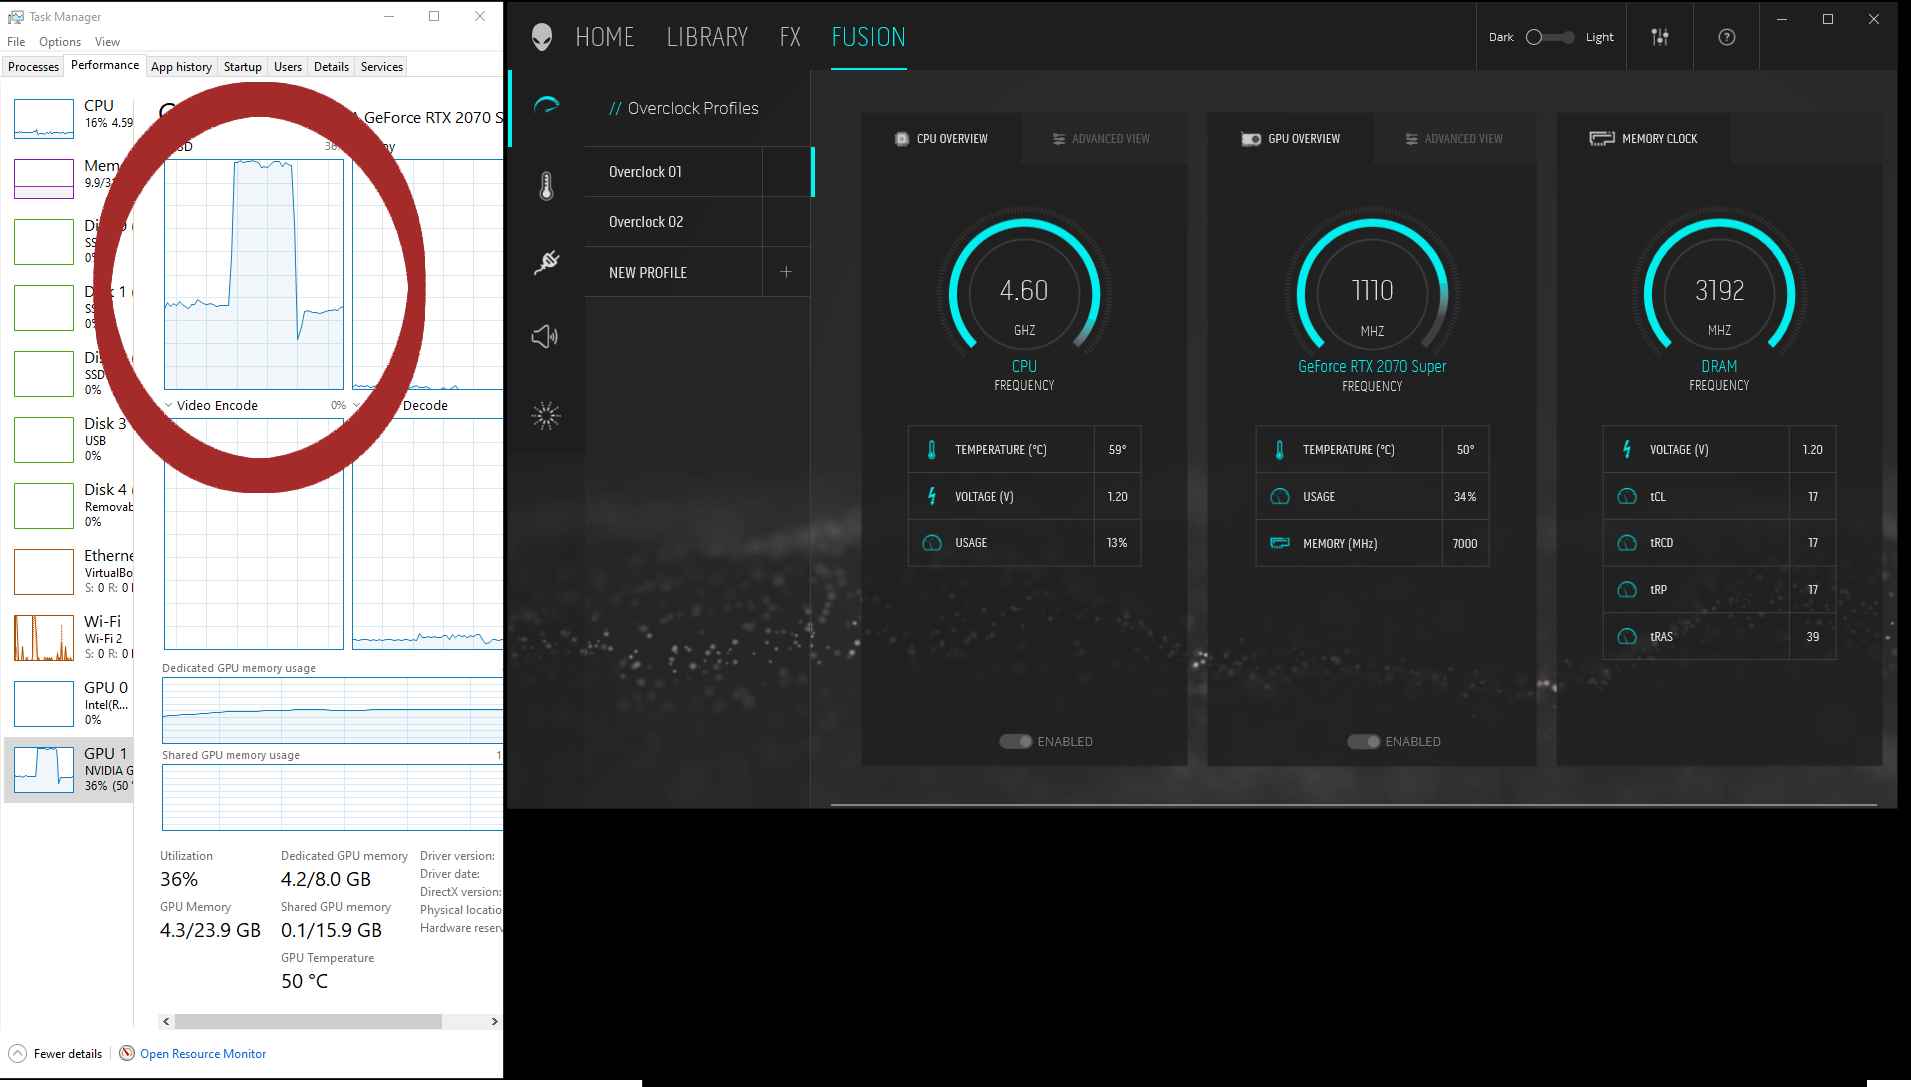 Task Manager
File Options View
Processes Performance App history Startup Users Details Services
CPU
16% 4.59
9.9/3
0%
0%
SSD
0%
Disk 3
USB
0%
Disk 4
Removab
0%
Etherne
VirtualBo
S: 0 R: 0
Wi-Fi
Wi-Fi 2
S: 0 R: 0
GPU 0
Intel(R...
0%
GPU 1
NVIDIA G
36% (50 °
GeForce RTX 2070 S
Video Encode 0%
Decode
Dedicated GPU memory usage
Shared GPU memory usage 1
Utilization
36%
Dedicated GPU memory
4.2/8.0 GB
Driver version:
Driver date:
DirectX version:
Physical locatio
Hardware reserv
GPU Memory
4.3/23.9 GB
Shared GPU memory
0.1/15.9 GB
GPU Temperature
50 °C
Fewer details
Open Resource Monitor
HOME LIBRARY FX FUSION
Dark Light
// Overclock Profiles
Overclock 01
Overclock 02
NEW PROFILE +
CPU OVERVIEW ADVANCED VIEW
4.60
GHZ
CPU
FREQUENCY
TEMPERATURE (°C) 59°
VOLTAGE (V) 1.20
USAGE 13%
ENABLED
GPU OVERVIEW ADVANCED VIEW
1110
MHZ
GeForce RTX 2070 Super
FREQUENCY
TEMPERATURE (°C) 50°
USAGE 34%
MEMORY (MHz) 7000
ENABLED
MEMORY CLOCK
3192
MHZ
DRAM
FREQUENCY
VOLTAGE (V) 1.20
tCL 17
tRCD 17
tRP 17
tRAS 39